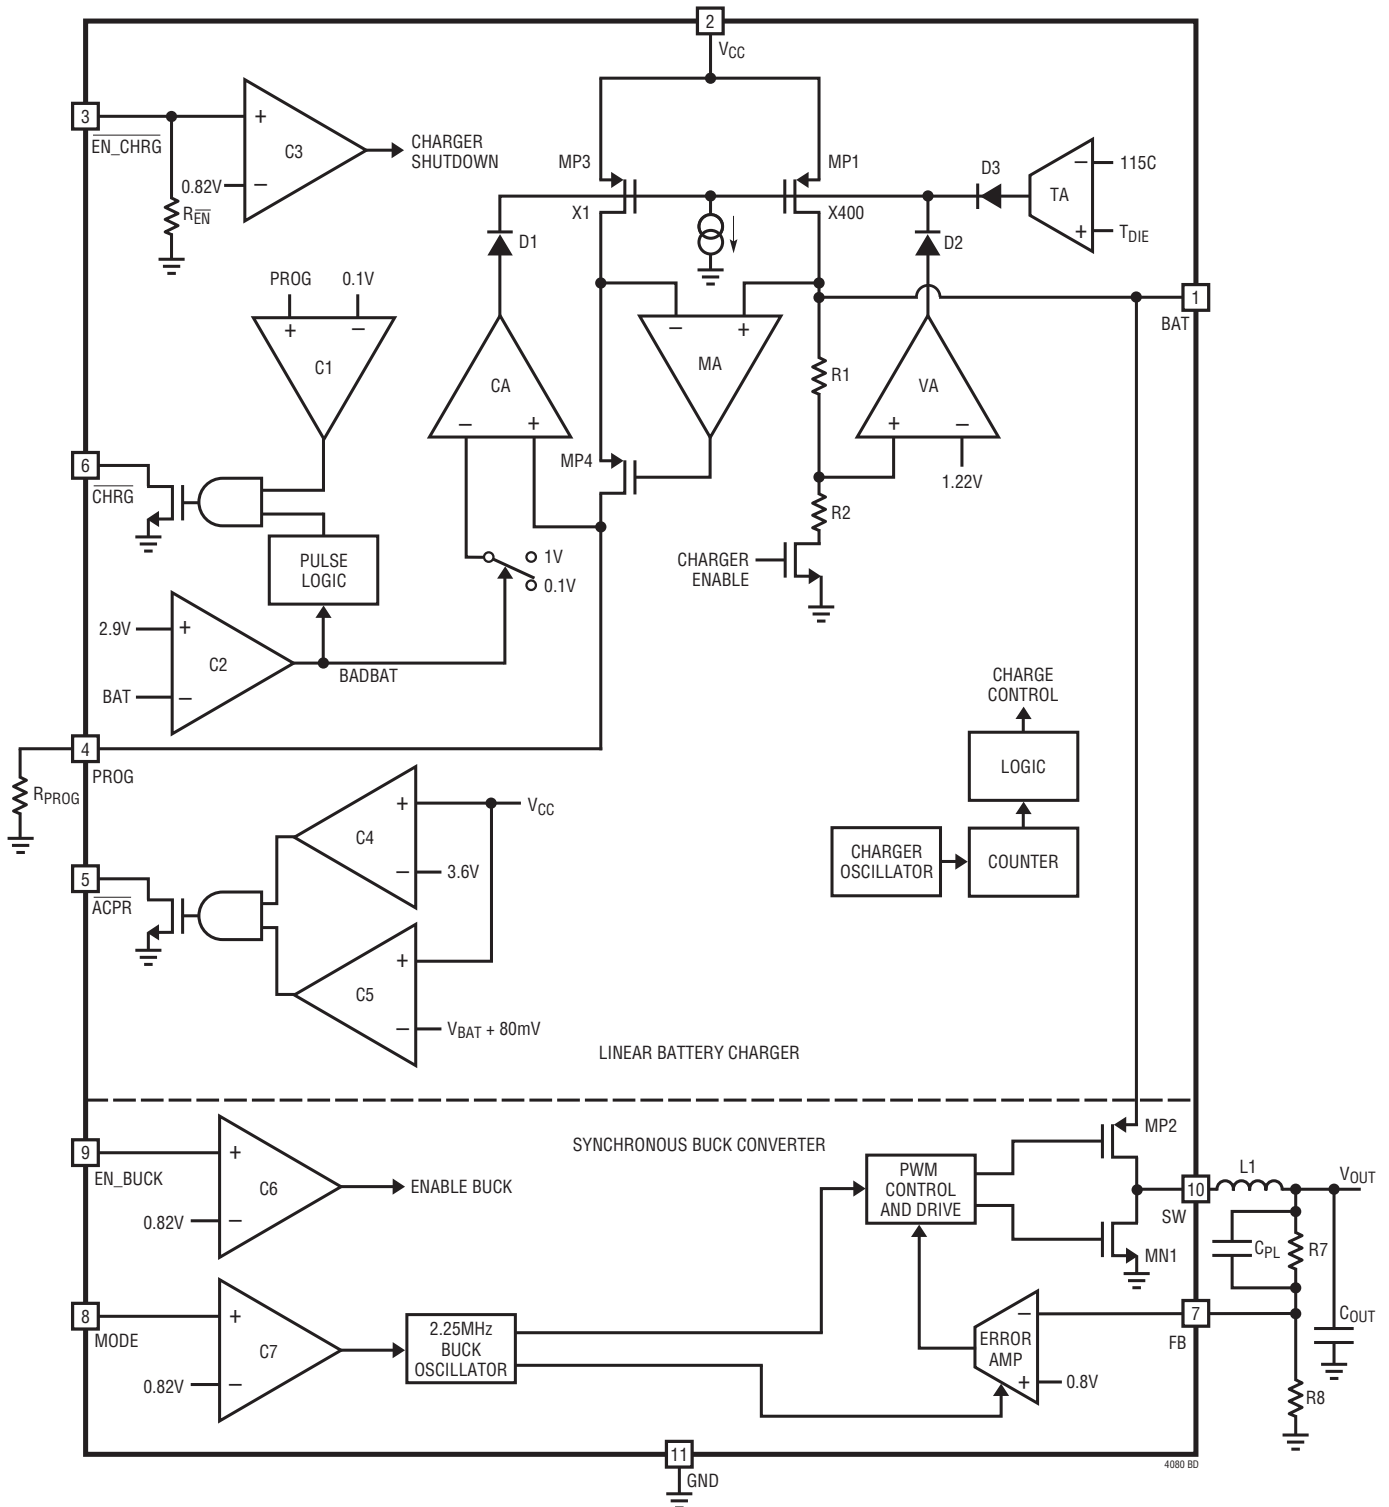 2
VCC
3
EN_CHRG
+
C3
CHARGER
SHUTDOWN
0.82V
–
REN
MP3
MP1
X1
X400
D3
–
115C
TA
+
TDIE
D1
D2
PROG
0.1V
+
–
C1
1
BAT
–
+
MA
R1
CA
–
+
VA
+
–
1.22V
MP4
R2
6
CHRG
PULSE
LOGIC
1V
0.1V
CHARGER
ENABLE
2.9V
+
C2
BADBAT
BAT
–
CHARGE
CONTROL
LOGIC
CHARGER
OSCILLATOR
COUNTER
4
PROG
RPROG
+
VCC
C4
–
3.6V
5
ACPR
+
C5
–
VBAT + 80mV
LINEAR BATTERY CHARGER
SYNCHRONOUS BUCK CONVERTER
9
EN_BUCK
+
C6
ENABLE BUCK
0.82V
–
PWM
CONTROL
AND DRIVE
MP2
MN1
10
SW
L1
VOUT
CPL
R7
COUT
7
FB
R8
8
MODE
+
C7
0.82V
–
2.25MHz
BUCK
OSCILLATOR
–
ERROR
AMP
+
0.8V
11
GND
4080 BD